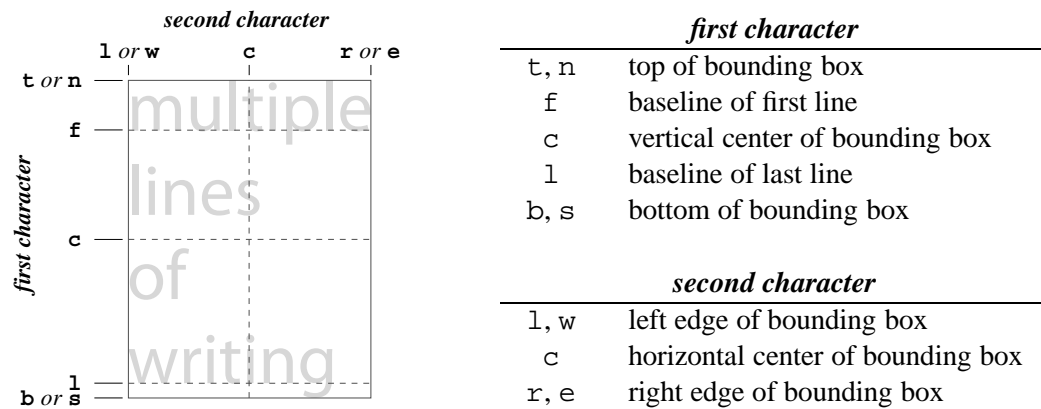 second character
l or w c r or e
t or n
f
c
l
b or s
first character
multiple
lines
of
writing
first character
t, n top of bounding box
f baseline of first line
c vertical center of bounding box
l baseline of last line
b, s bottom of bounding box
second character
l, w left edge of bounding box
c horizontal center of bounding box
r, e right edge of bounding box